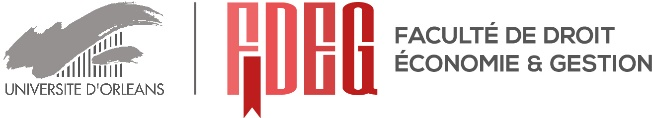 UNIVERSITE D'ORLEANS
FDEG
FACULTÉ DE DROIT
ÉCONOMIE & GESTION